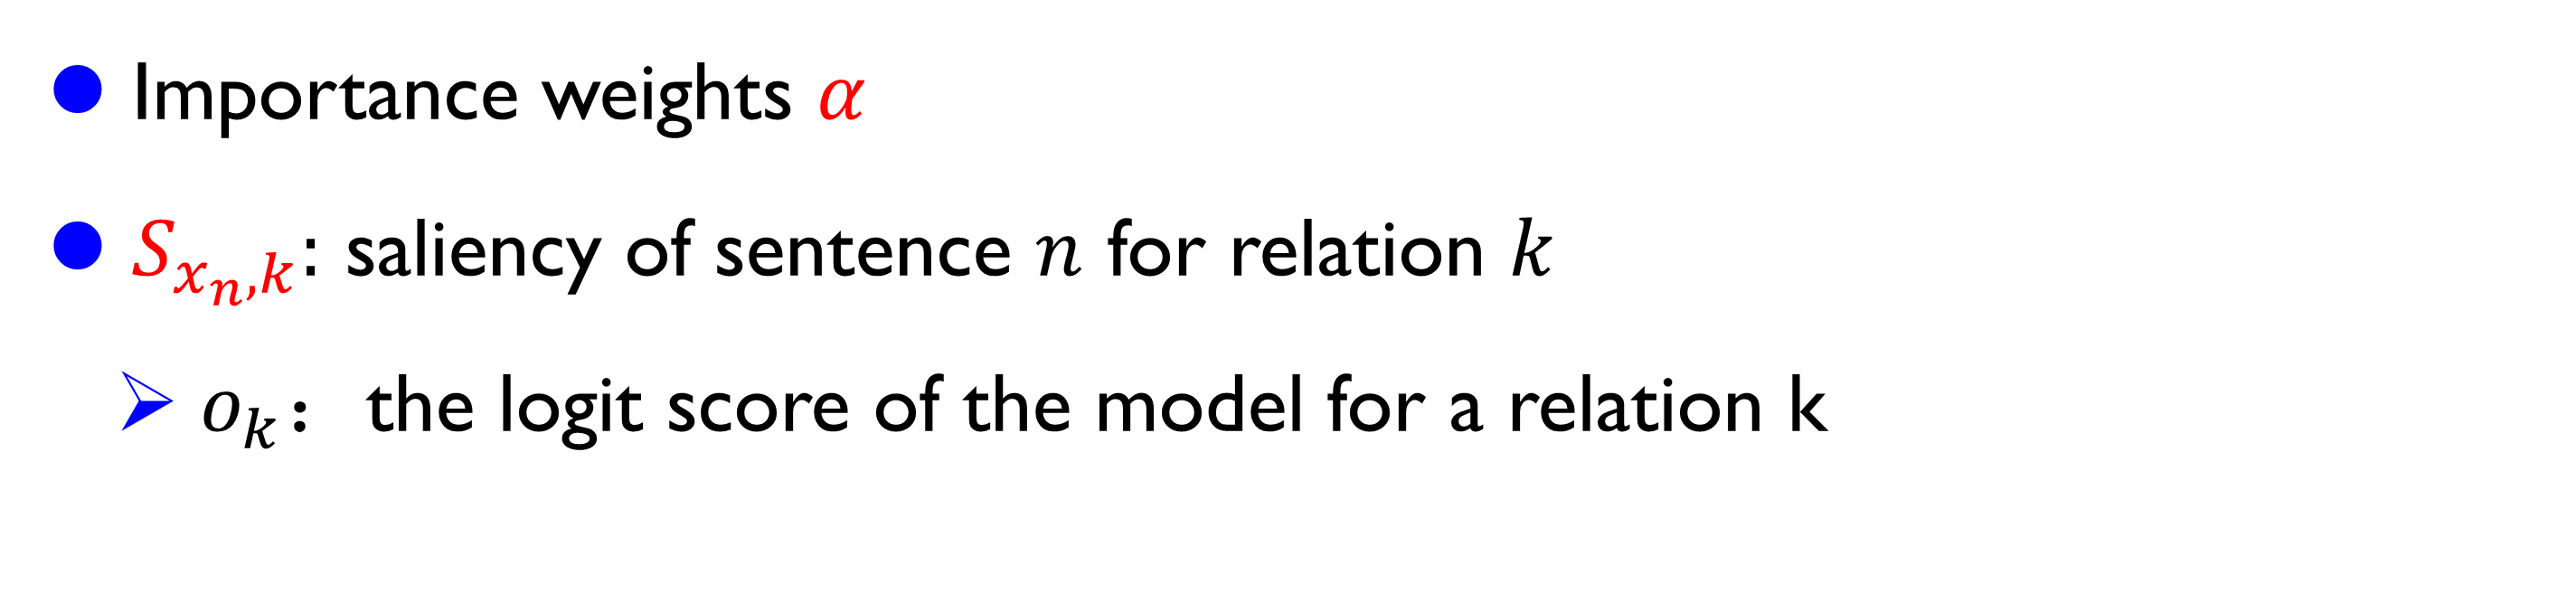 ● Importance weights α
● S_{x_n,k}: saliency of sentence n for relation k
➢ o_k： the logit score of the model for a relation k